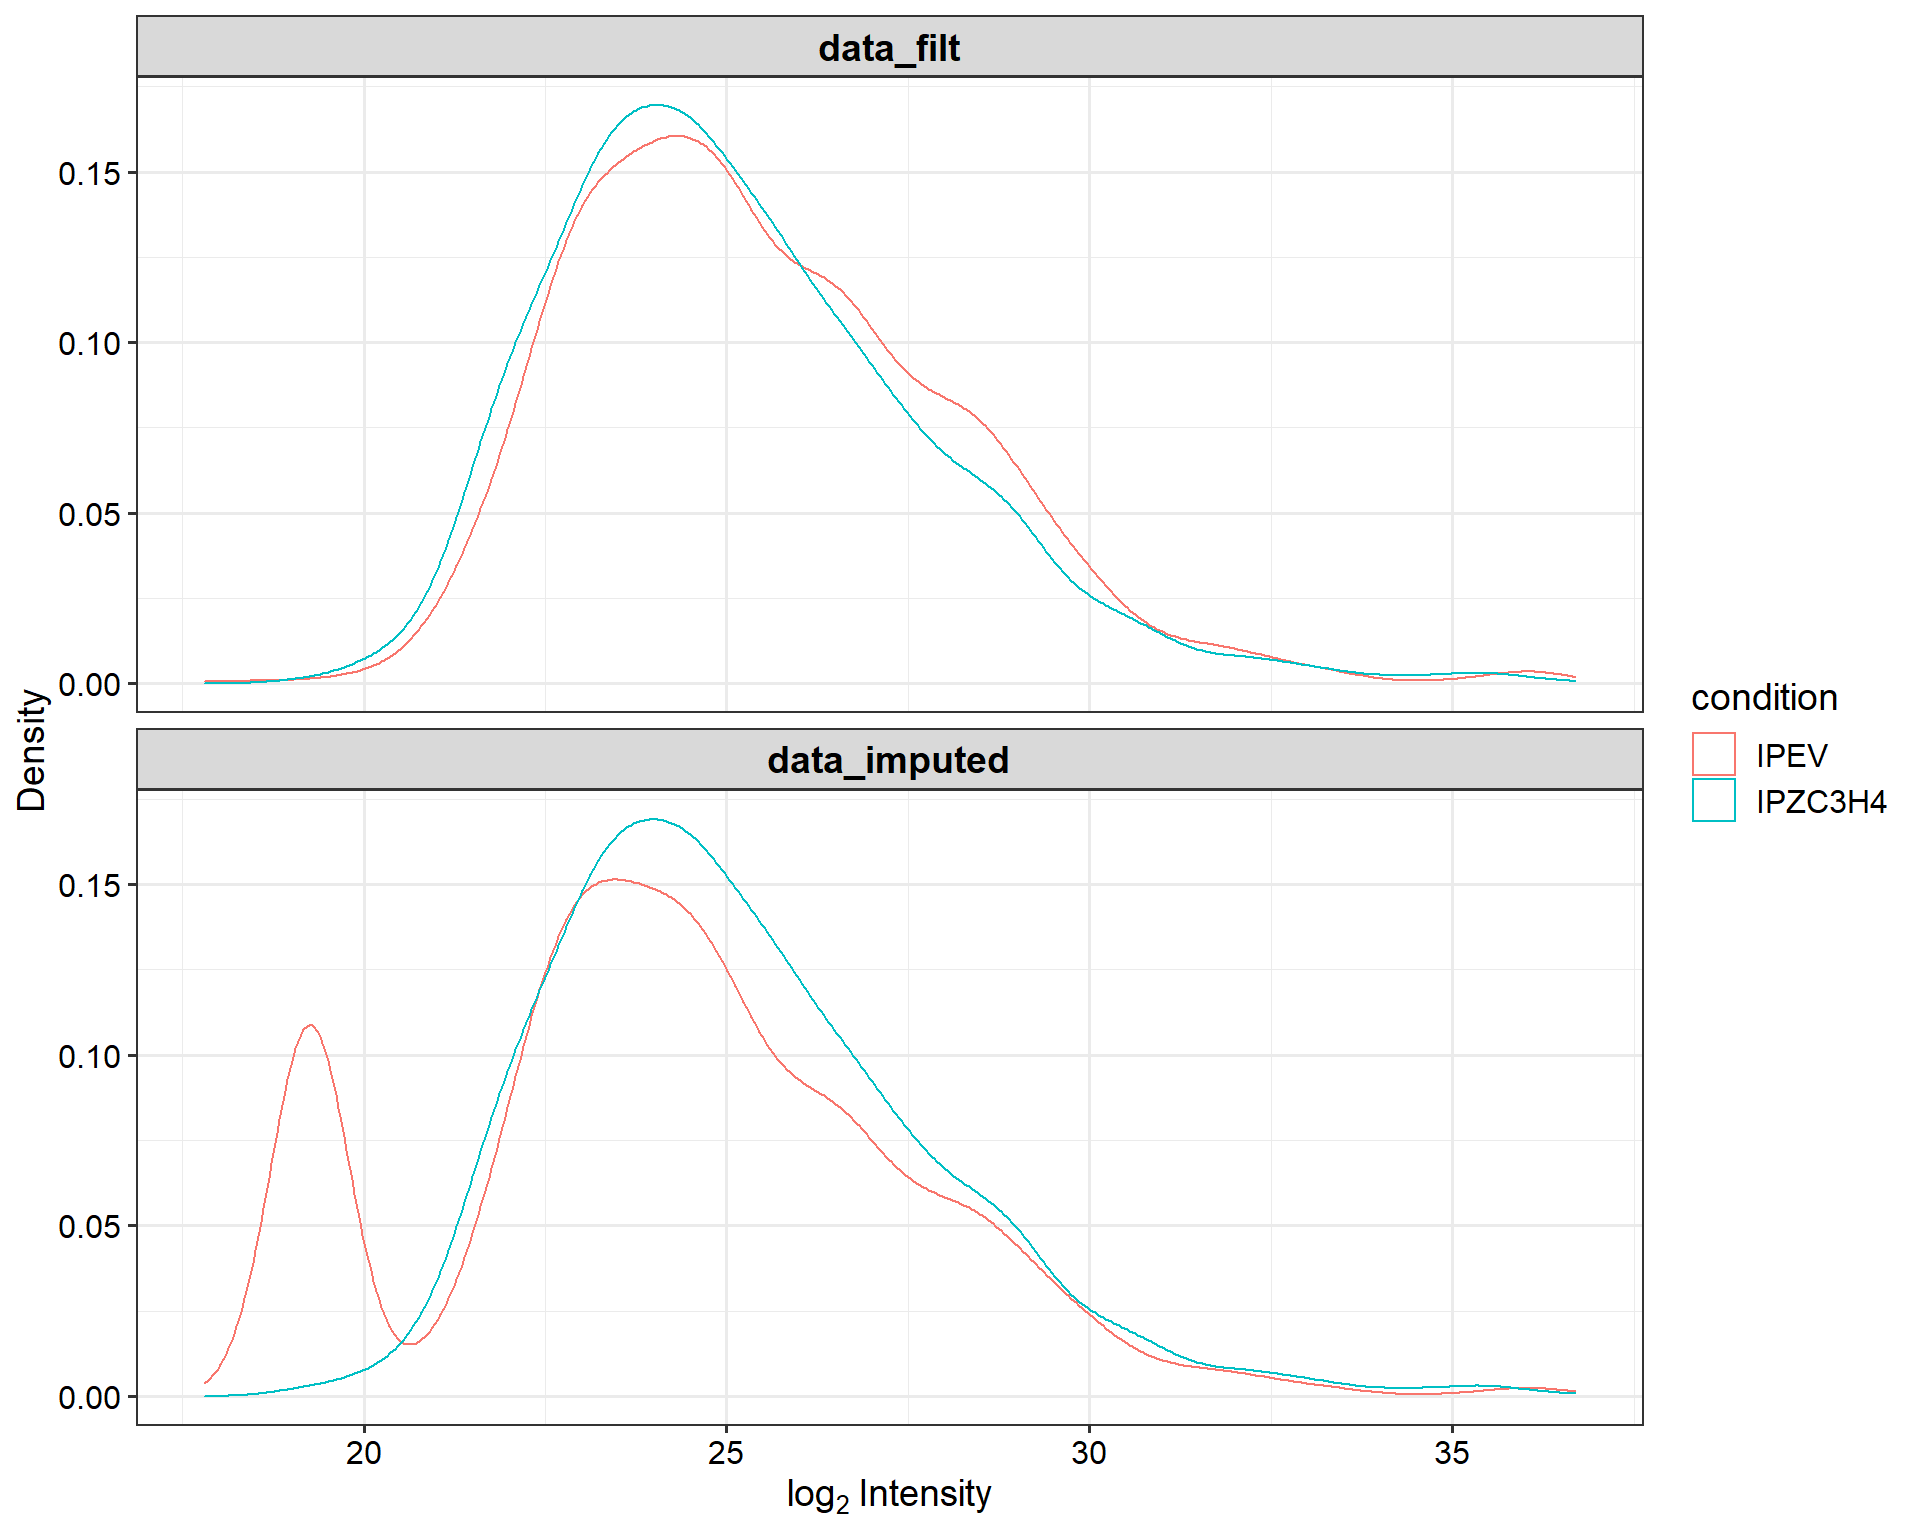 data_filt
0.15
0.10
0.05
0.00
data_imputed
0.15
0.10
0.05
0.00
20 25 30 35
log2 Intensity
Density
condition
IPEV
IPZC3H4